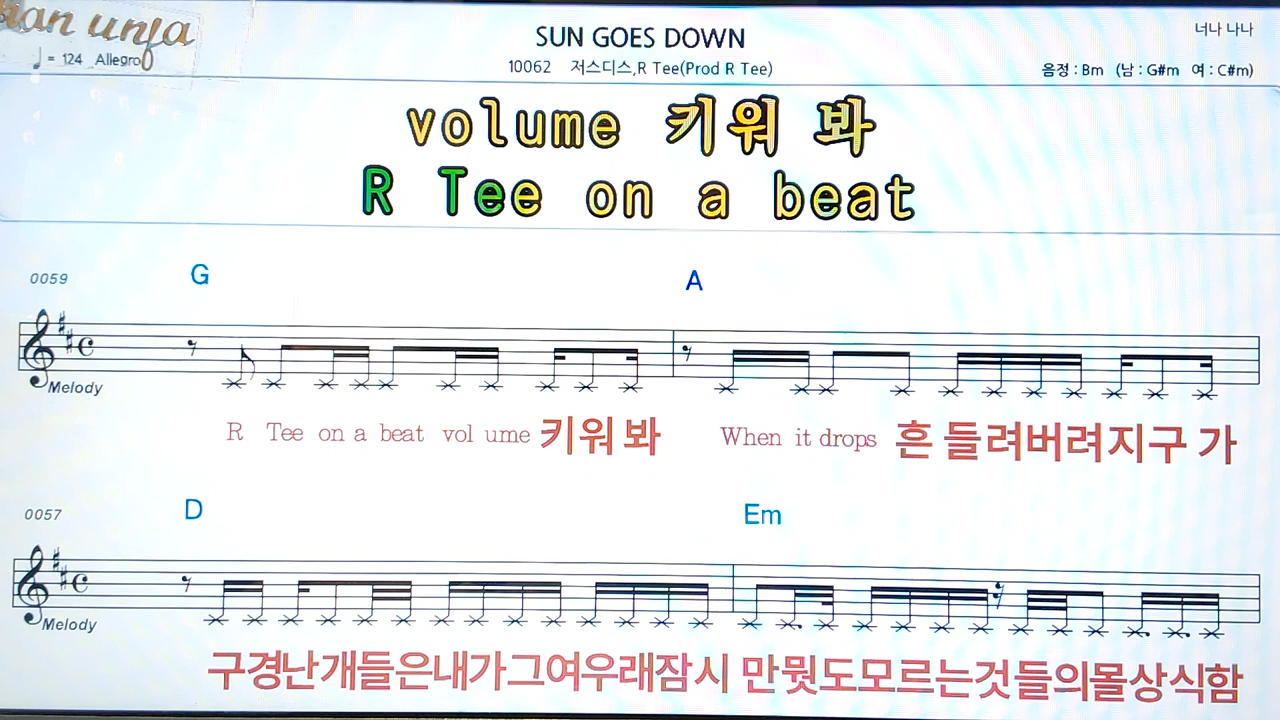 너나 나나
SUN GOES DOWN
♩ = 124 Allegro
10062 저스디스,R Tee(Prod R Tee)
음정 : Bm (남 : G#m 여 : C#m)
volume 키워 봐
R Tee on a beat
0059
G A
Melody
R Tee on a beat vol ume 키워 봐 When it drops 흔 들려버려지구 가
0057
D Em
Melody
구경난개들은내가그여우래잠시 만뭣도모르는것들의몰상식함